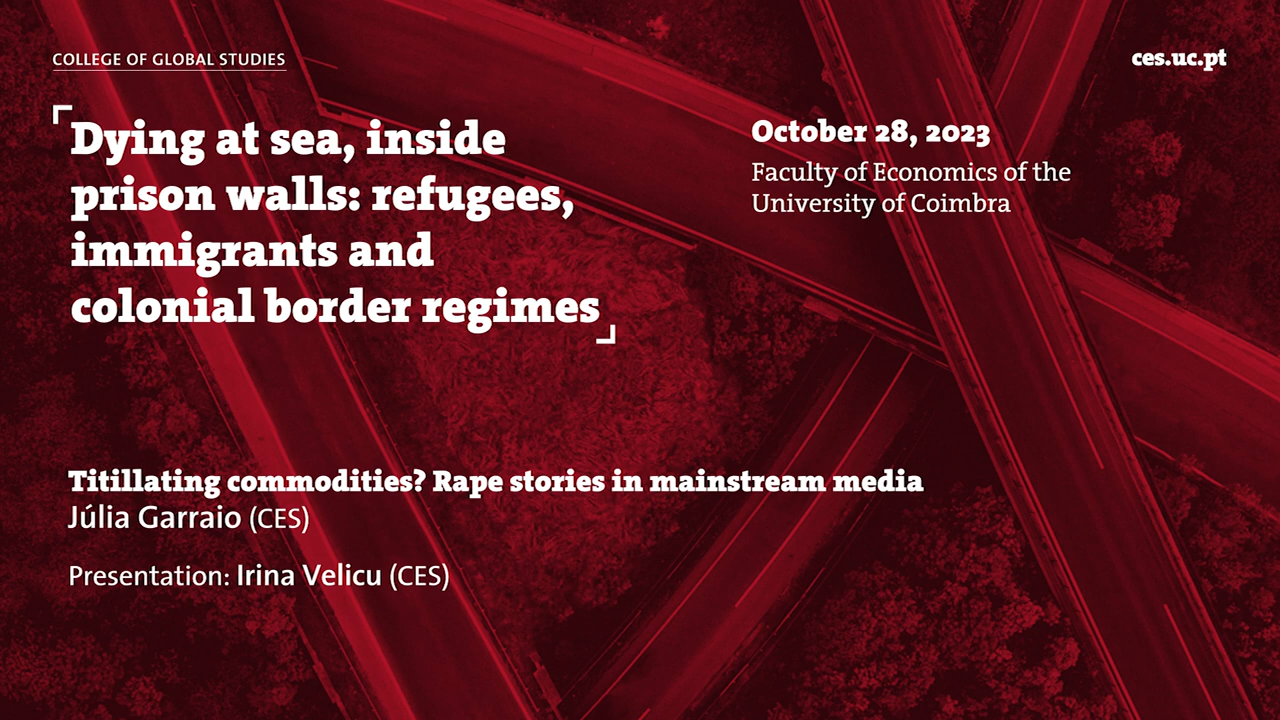 COLLEGE OF GLOBAL STUDIES
ces.uc.pt
Dying at sea, inside
prison walls: refugees,
immigrants and
colonial border regimes
October 28, 2023
Faculty of Economics of the
University of Coimbra
Titillating commodities? Rape stories in mainstream media
Júlia Garraio (CES)
Presentation: Irina Velicu (CES)